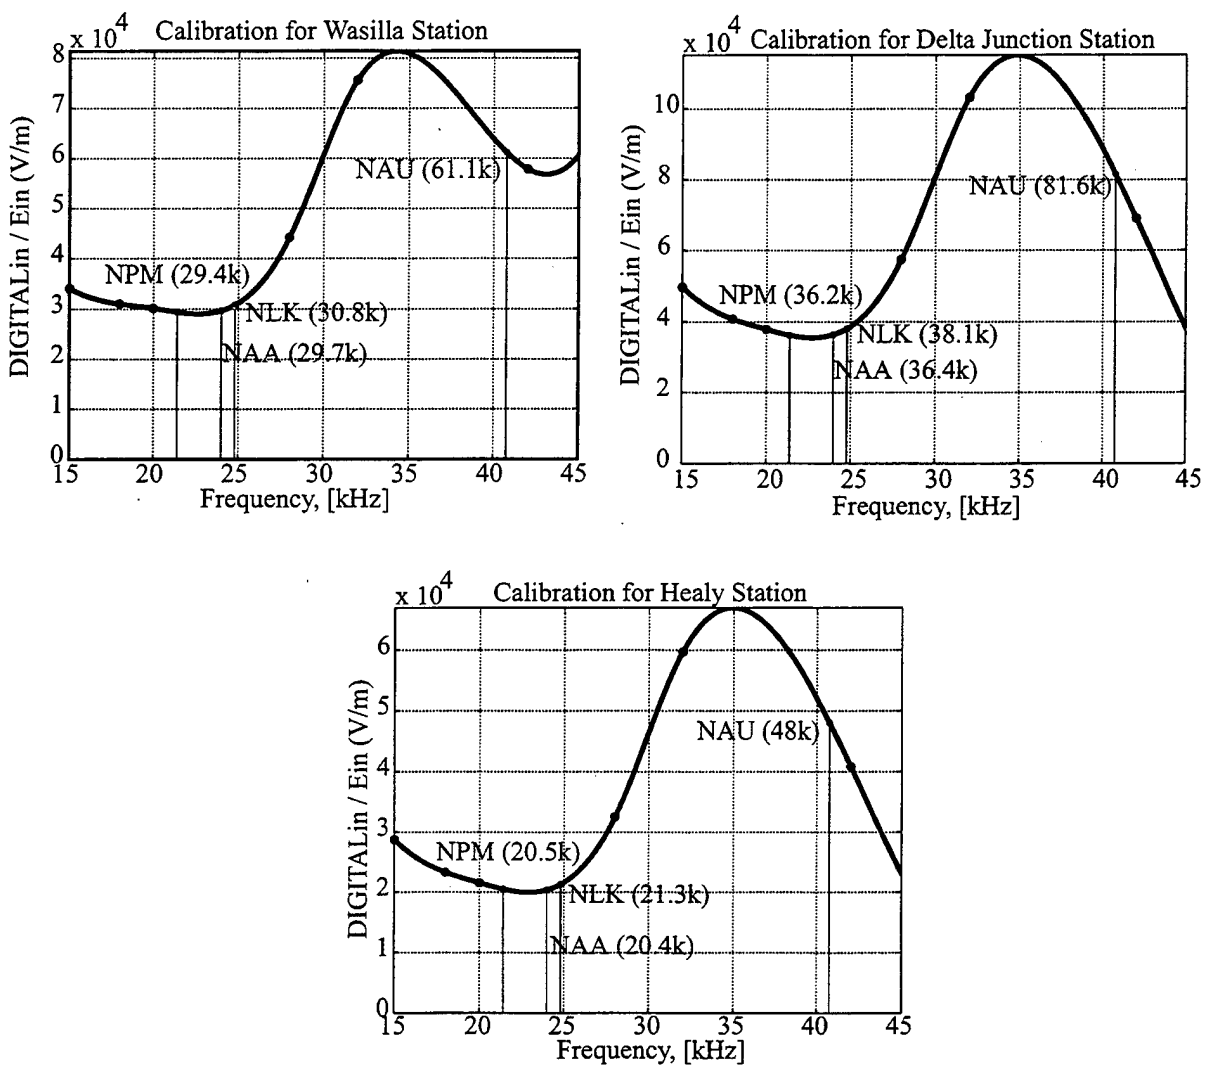 x 10^4 Calibration for Wasilla Station
DIGITALin / Ein (V/m)
8
7
6
5
4
3
2
1
0
NAU (61.1k)
NPM (29.4k)
NLK (30.8k)
NAA (29.7k)
15 20 25 30 35 40 45
Frequency, [kHz]
x 10^4 Calibration for Delta Junction Station
DIGITALin / Ein (V/m)
10
8
6
4
2
0
NAU (81.6k)
NPM (36.2k)
NLK (38.1k)
NAA (36.4k)
15 20 25 30 35 40 45
Frequency, [kHz]
x 10^4 Calibration for Healy Station
DIGITALin / Ein (V/m)
6
5
4
3
2
1
0
NAU (48k)
NPM (20.5k)
NLK (21.3k)
NAA (20.4k)
15 20 25 30 35 40 45
Frequency, [kHz]